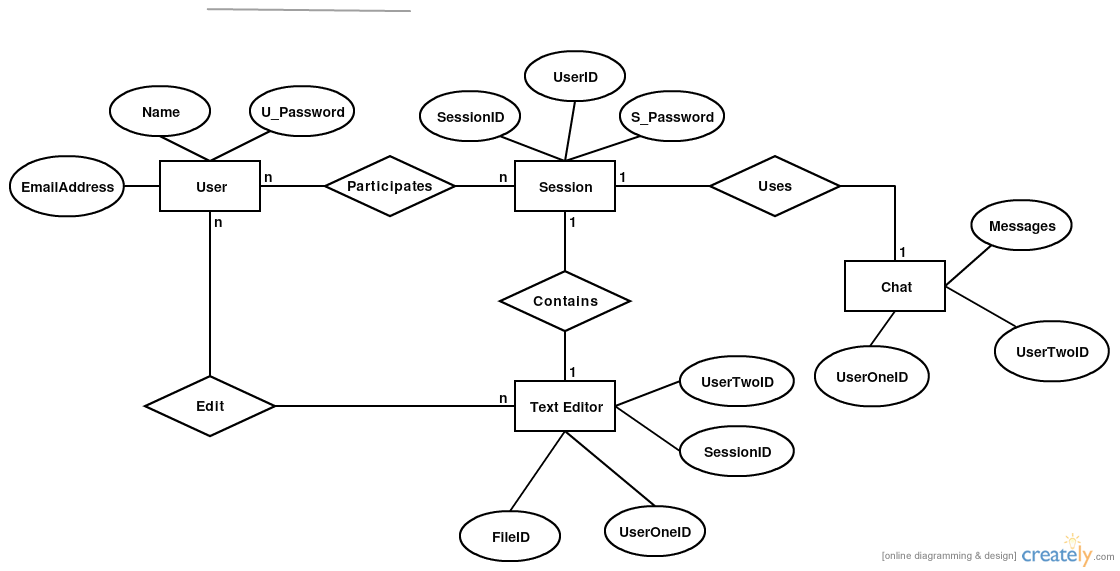 UserID
Name
U_Password
SessionID
S_Password
EmailAddress
User
n
Participates
n
Session
1
Uses
n
1
Messages
1
Chat
Contains
UserTwoID
1
UserOneID
UserTwoID
Edit
n
Text Editor
SessionID
FileID
UserOneID
[online diagramming & design] creately.com